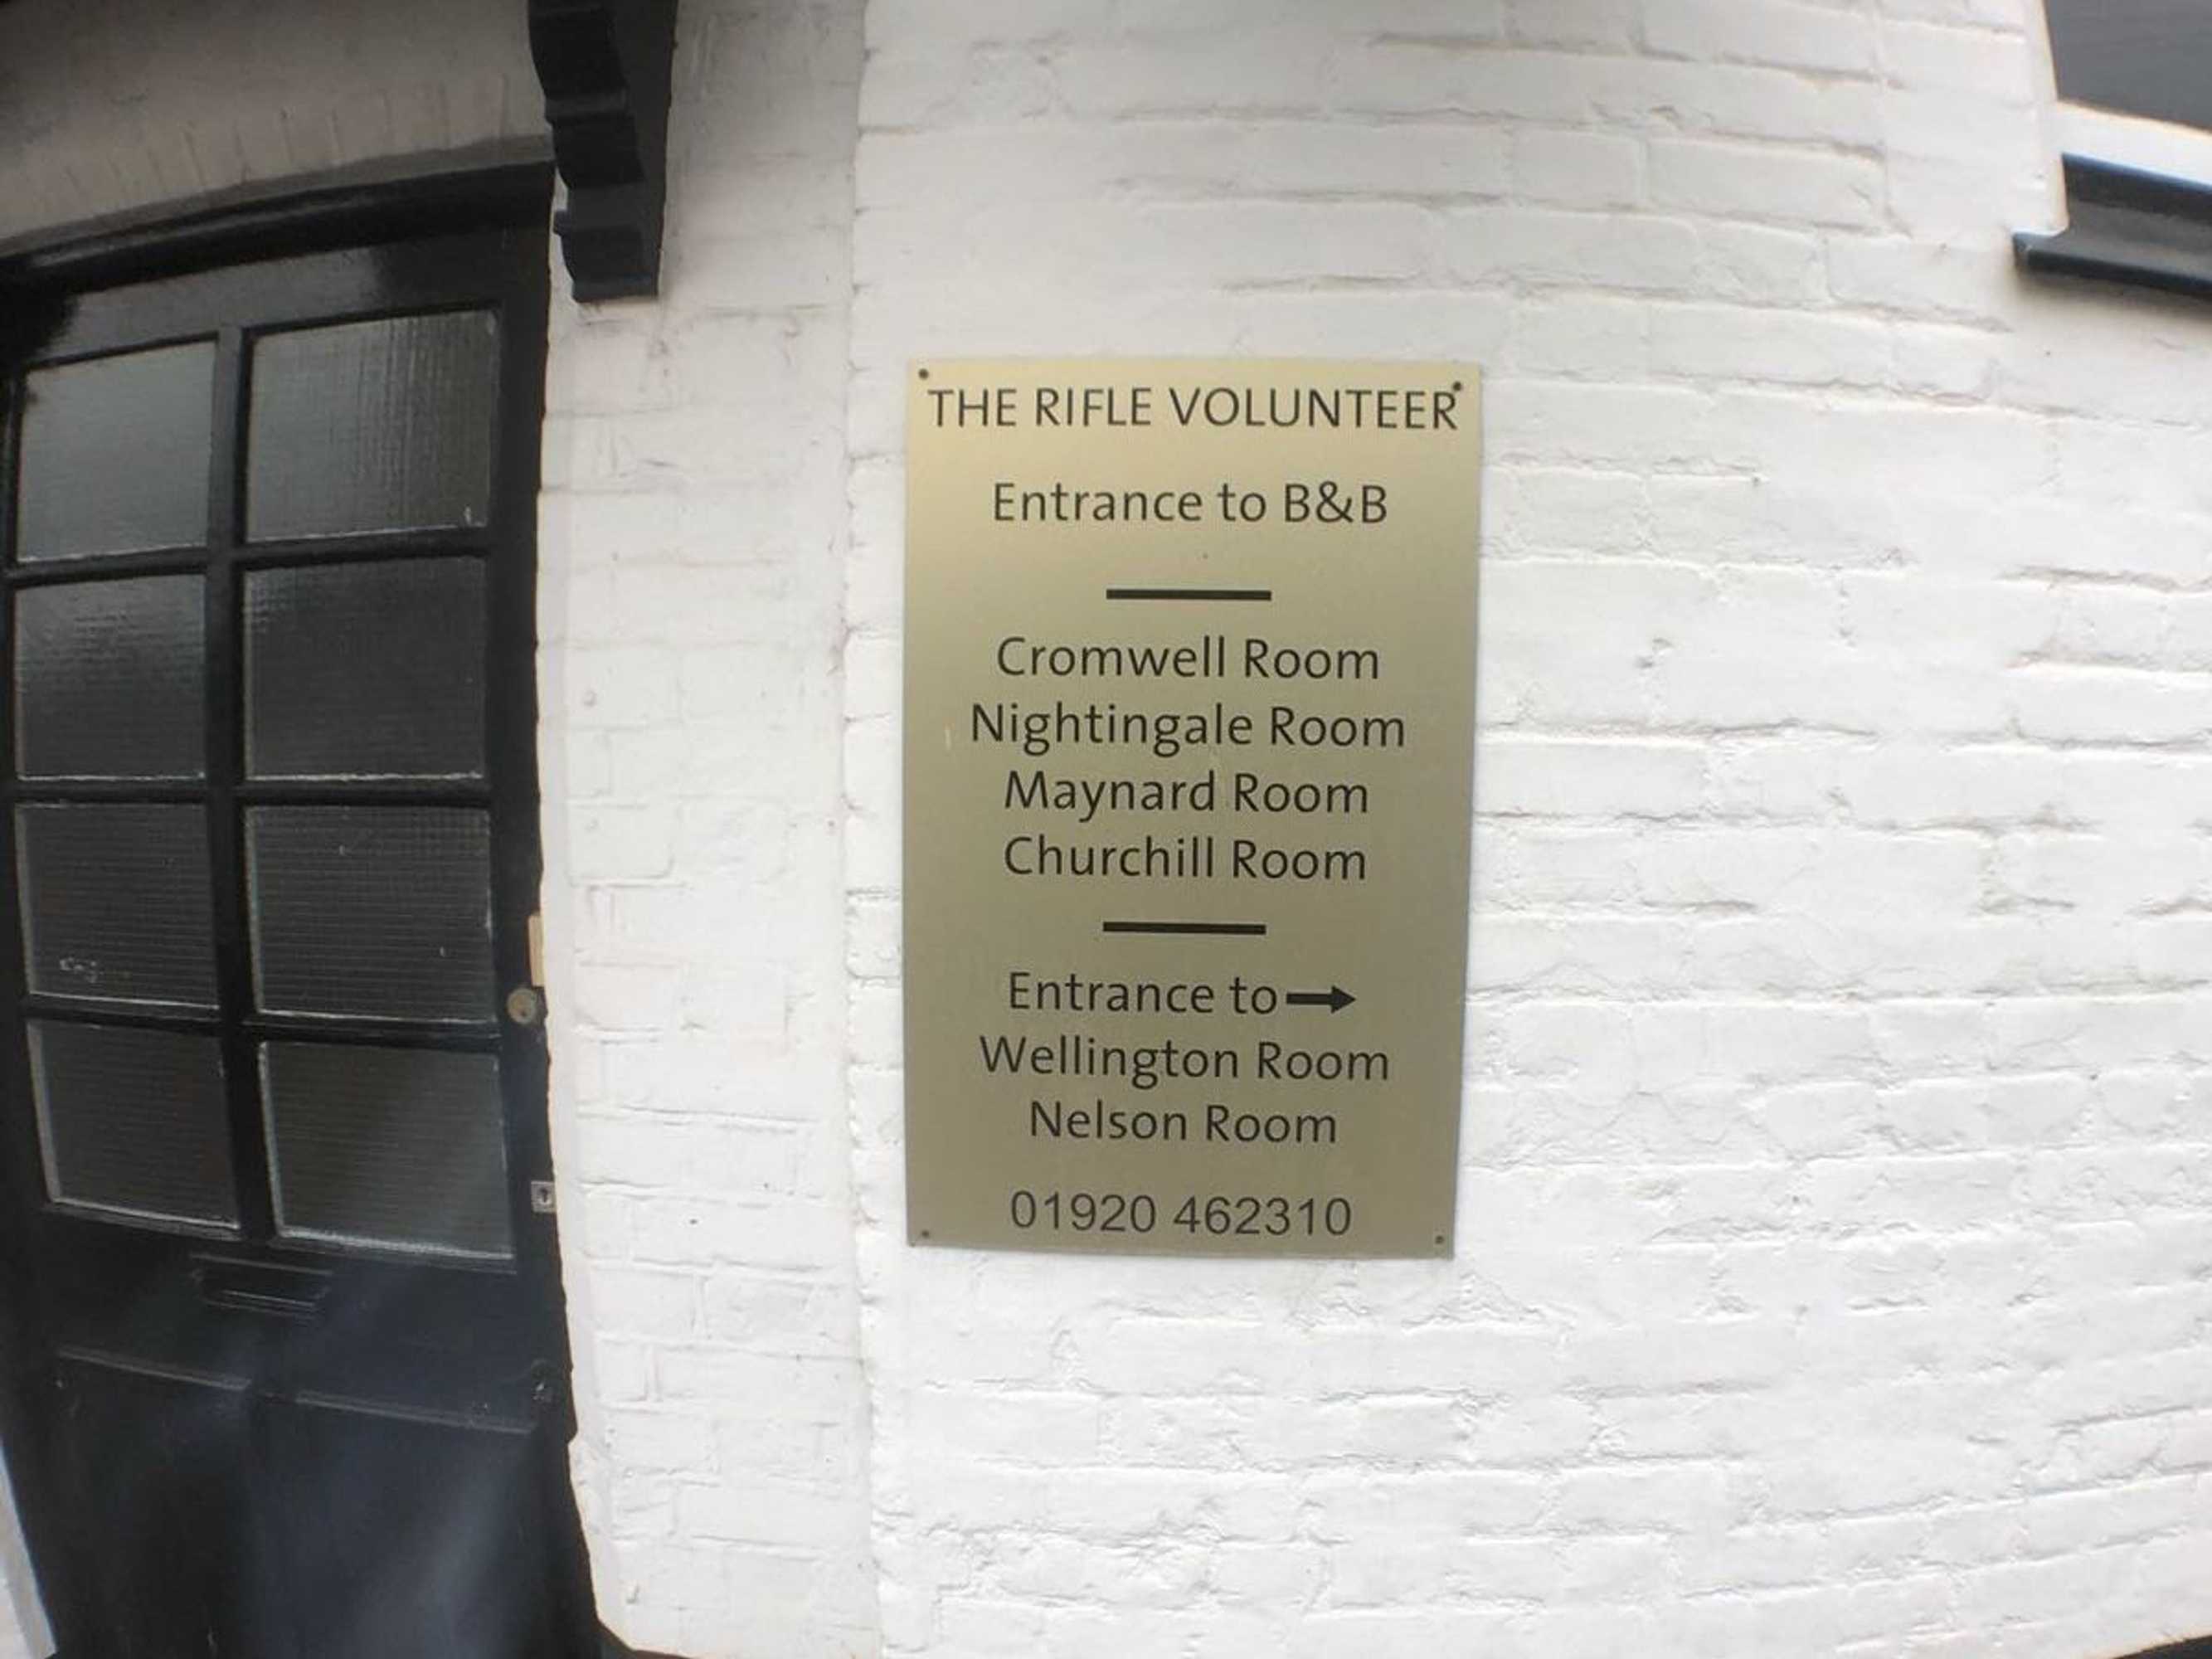 THE RIFLE VOLUNTEER
Entrance to B&B
Cromwell Room
Nightingale Room
Maynard Room
Churchill Room
Entrance to→
Wellington Room
Nelson Room
01920 462310